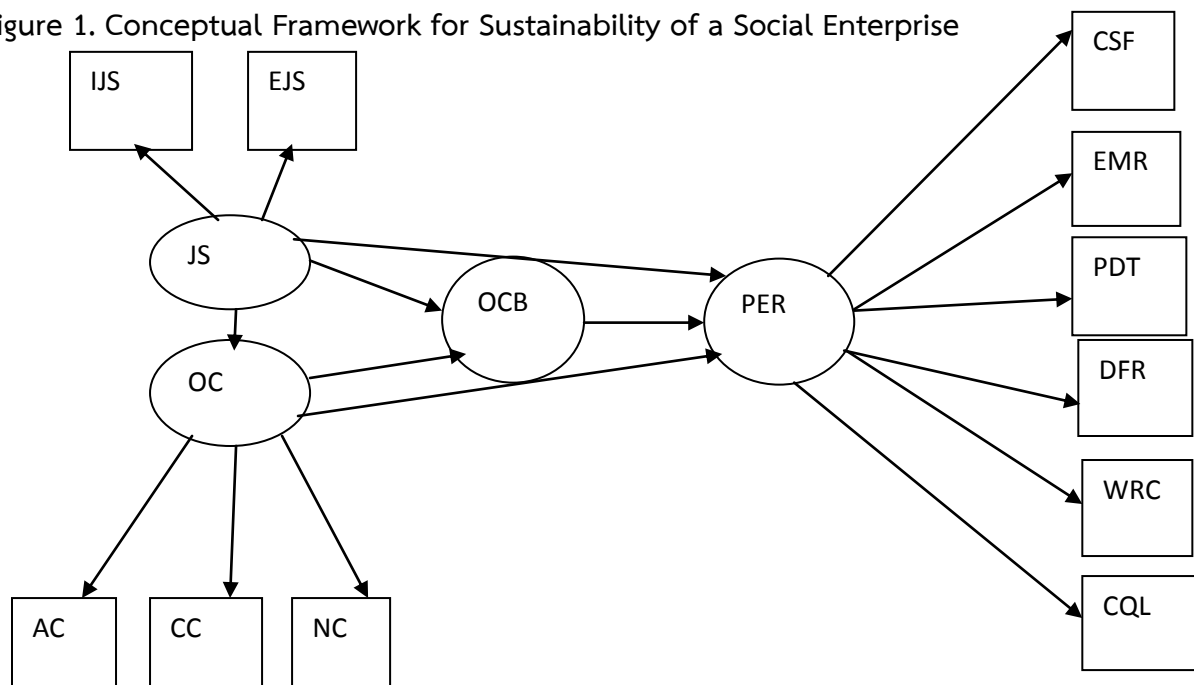 igure 1. Conceptual Framework for Sustainability of a Social Enterprise
IJS
EJS
CSF
EMR
JS
PDT
OCB
PER
OC
DFR
WRC
AC
CC
NC
CQL